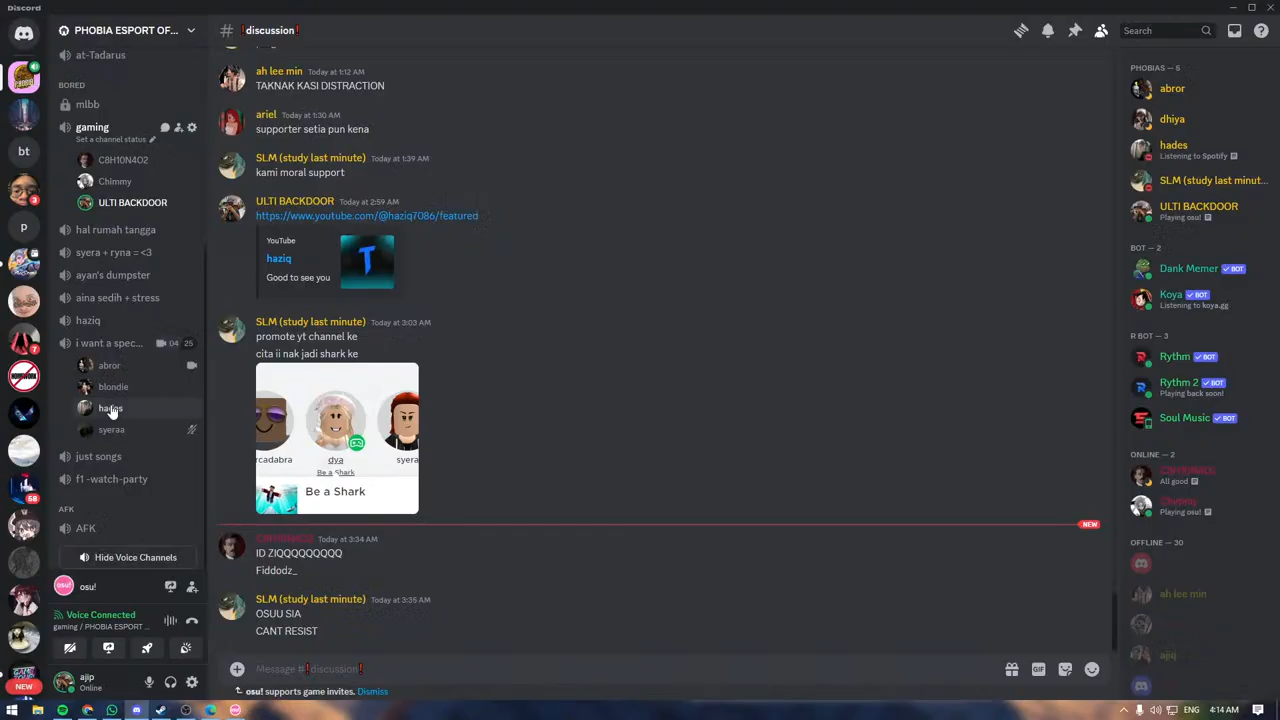 Discord
PHOBIA ESPORT OF...
at-Tadarus
BORED
mlbb
gaming
Set a channel status
C8H10N4O2
Chimmy
ULTI BACKDOOR
hal rumah tangga
syera + ryna = <3
ayan's dumpster
aina sedih + stress
haziq
i want a spec... 04 25
abror
blondie
hades
syeraa
just songs
f1-watch-party
AFK
AFK
Hide Voice Channels
osu!
Voice Connected
gaming / PHOBIA ESPORT ...
ajip
Online
bt
3
p
7
58
NEW
# ❗discussion❗
Search
ah lee min Today at 1:12 AM
TAKNAK KASI DISTRACTION
ariel Today at 1:30 AM
supporter setia pun kena
SLM (study last minute) Today at 1:39 AM
kami moral support
ULTI BACKDOOR Today at 2:59 AM
https://www.youtube.com/@haziq7086/featured
YouTube
haziq
Good to see you
SLM (study last minute) Today at 3:03 AM
promote yt channel ke
cita ii nak jadi shark ke
rcadabra dya syera
Be a Shark
Be a Shark
NEW
Today at 3:34 AM
ID ZIQQQQQQQQQ
Fiddodz_
SLM (study last minute) Today at 3:35 AM
OSUU SIA
CANT RESIST
Message #❗discussion❗
GIF
osu! supports game invites. Dismiss
PHOBIAS — 5
abror
dhiya
hades
Listening to Spotify
SLM (study last minut...
ULTI BACKDOOR
Playing osu!
BOT — 2
Dank Memer BOT
Koya BOT
Listening to koya.gg
R BOT — 3
Rythm BOT
Rythm 2 BOT
Playing back soon!
Soul Music BOT
ONLINE — 2
All good
Playing osu!
OFFLINE — 30
ah lee min
ENG 4:14 AM